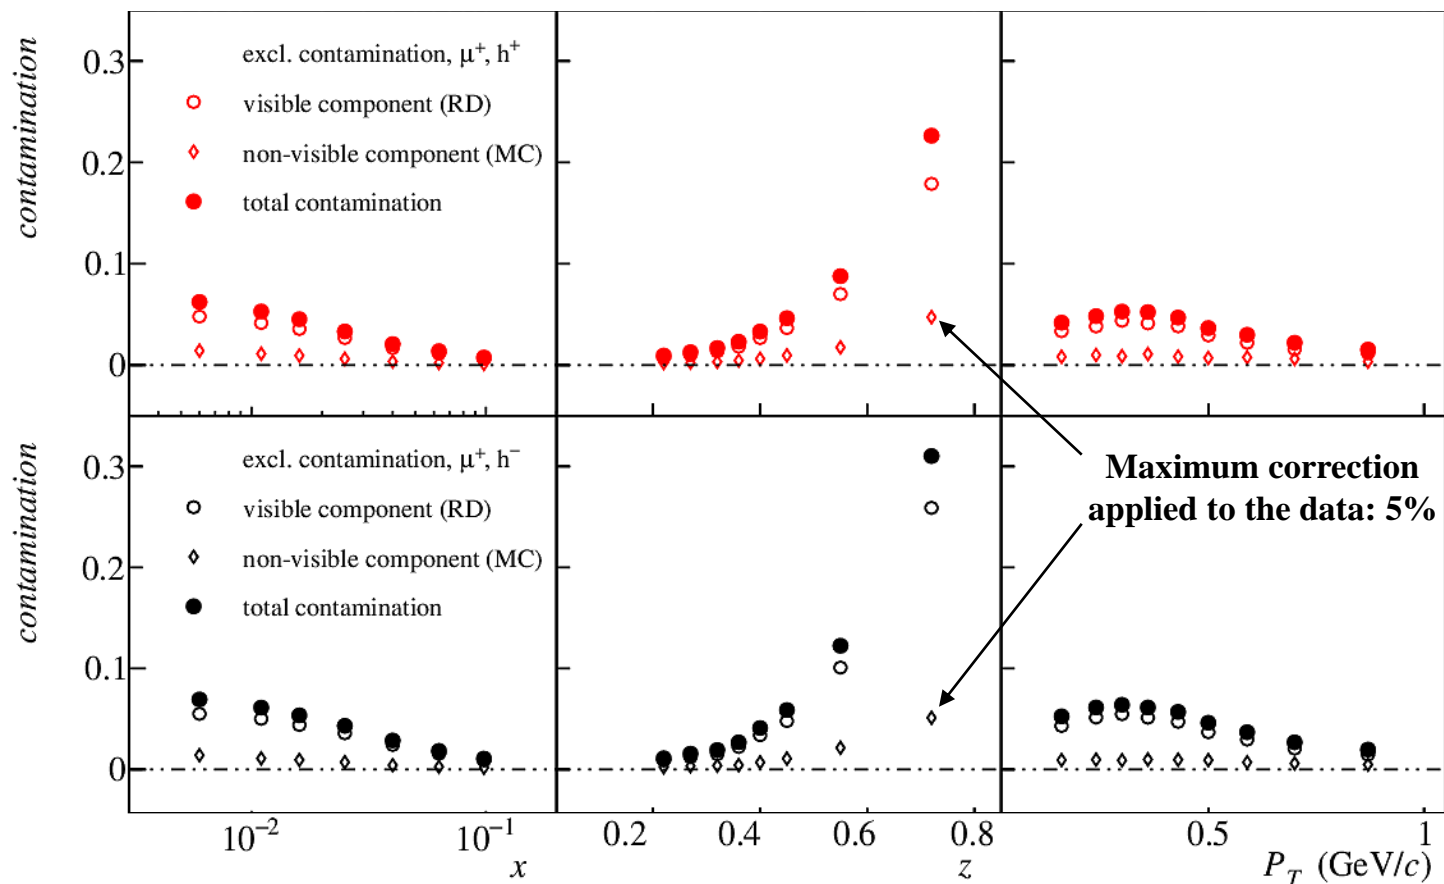 contamination
0.3
0.2
0.1
0
excl. contamination, μ⁺, h⁺
visible component (RD)
non-visible component (MC)
total contamination
contamination
0.3
0.2
0.1
0
excl. contamination, μ⁺, h⁻
visible component (RD)
non-visible component (MC)
total contamination
Maximum correction
applied to the data: 5%
10⁻² 10⁻¹
x
0.2 0.4 0.6 0.8
z
0.5 1
P_T (GeV/c)